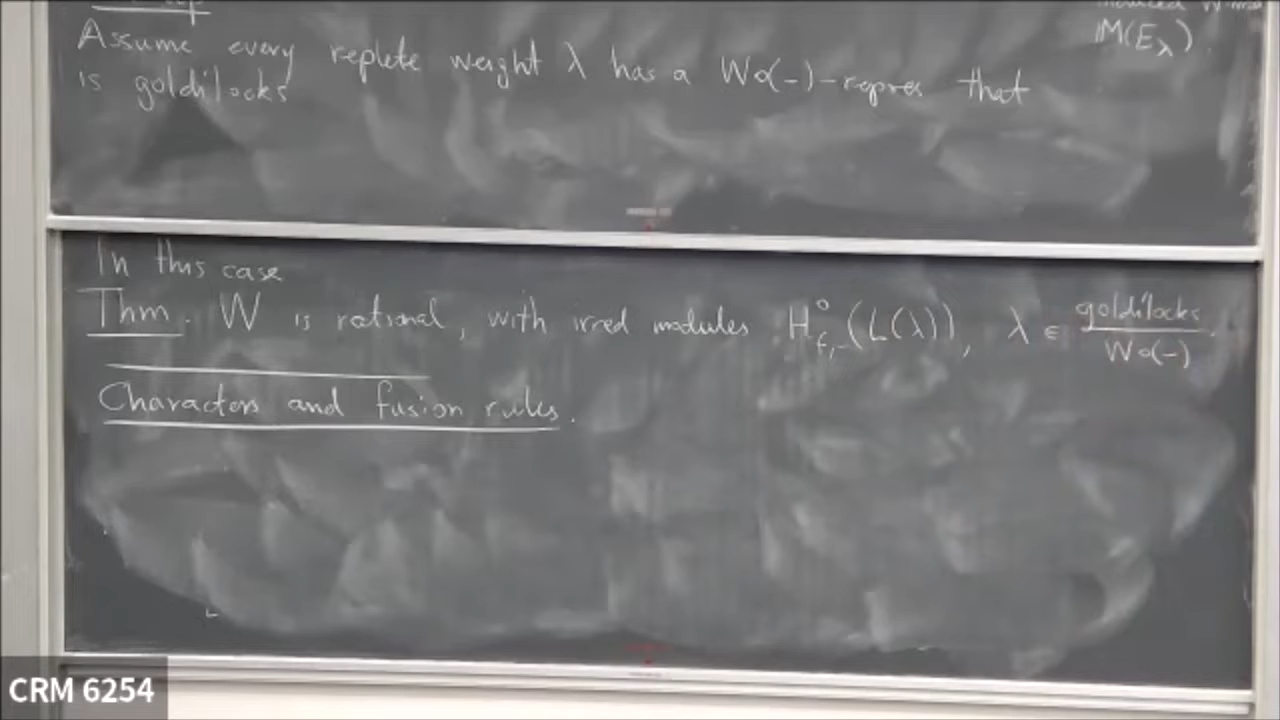 IM(E_λ)
Assume every replete weight λ has a W∘(-)-repres that
is goldilocks
In this case
Thm. W is rational, with irred modules H^0_{f,-}(L(λ)), λ ∈ goldilocks / W∘(-).
Characters and fusion rules.
CRM 6254